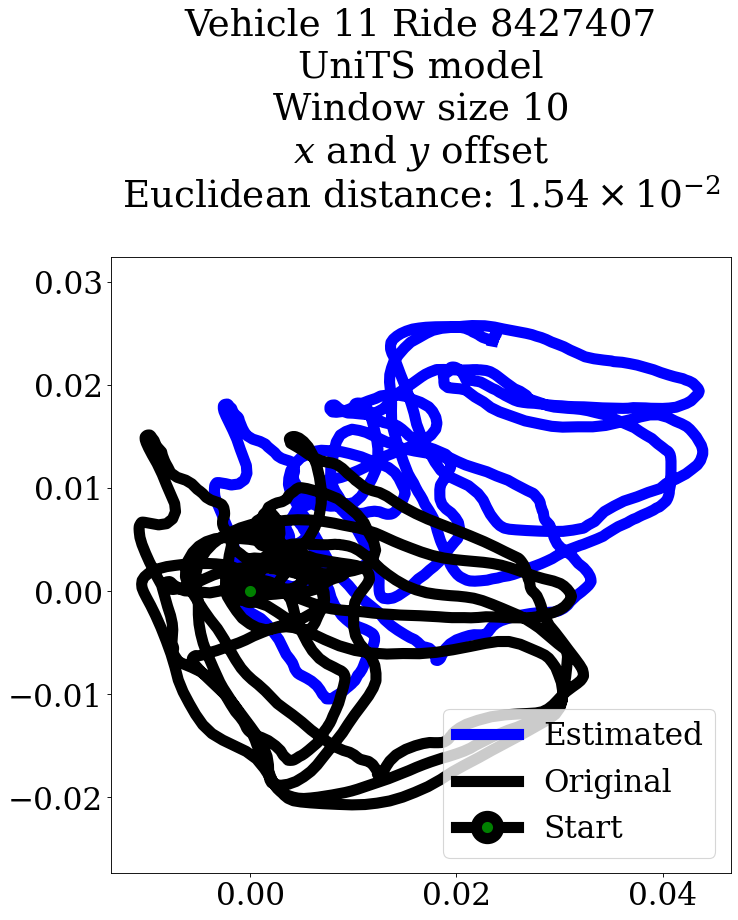 Vehicle 11 Ride 8427407
UniTS model
Window size 10
x and y offset
Euclidean distance: 1.54 × 10⁻²
0.03
0.02
0.01
0.00
−0.01
−0.02
Estimated
Original
Start
0.00 0.02 0.04